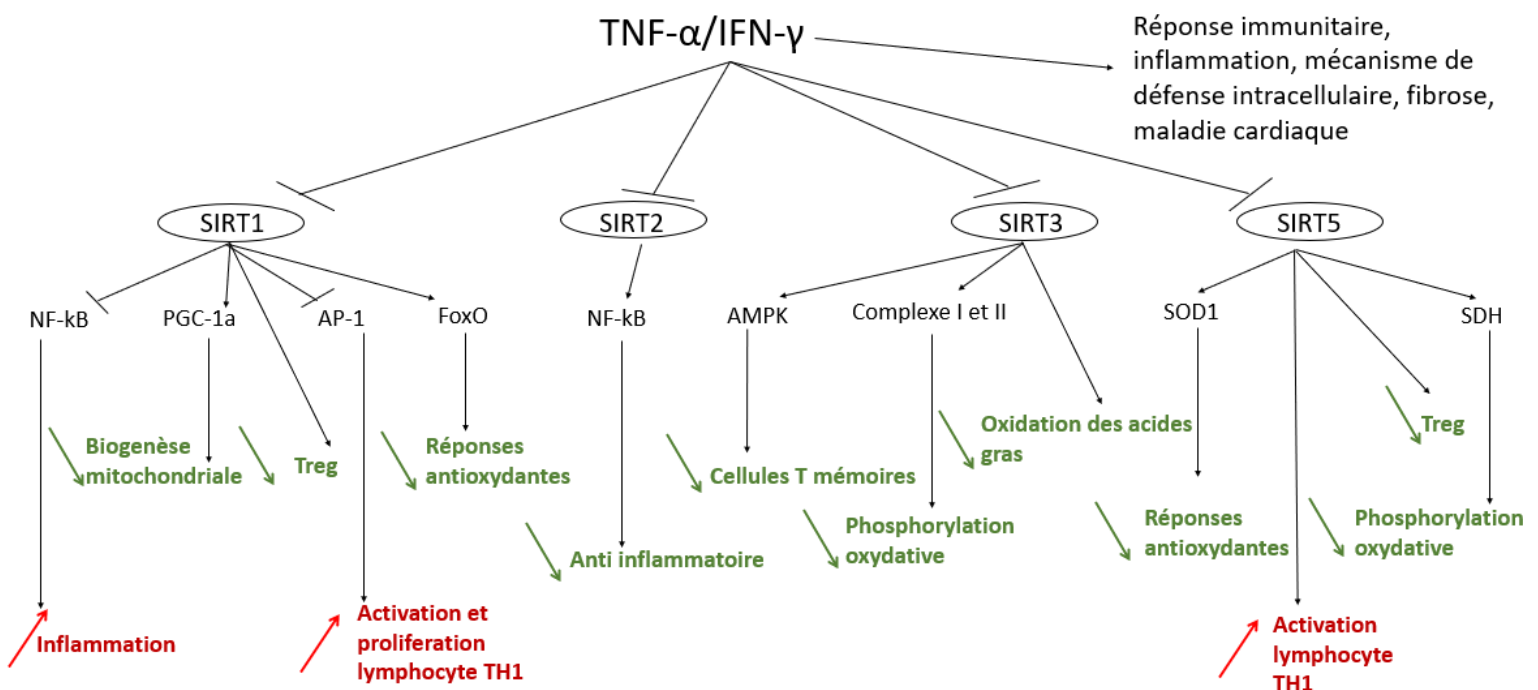 TNF-α/IFN-γ
Réponse immunitaire,
inflammation, mécanisme de
défense intracellulaire, fibrose,
maladie cardiaque
SIRT1
SIRT2
SIRT3
SIRT5
NF-kB
PGC-1a
AP-1
FoxO
NF-kB
AMPK
Complexe I et II
SOD1
SDH
Biogenèse
mitochondriale
Treg
Réponses
antioxydantes
Anti inflammatoire
Cellules T mémoires
Phosphorylation
oxydative
Oxidation des acides
gras
Réponses
antioxydantes
Treg
Phosphorylation
oxydative
Inflammation
Activation et
proliferation
lymphocyte TH1
Activation
lymphocyte
TH1